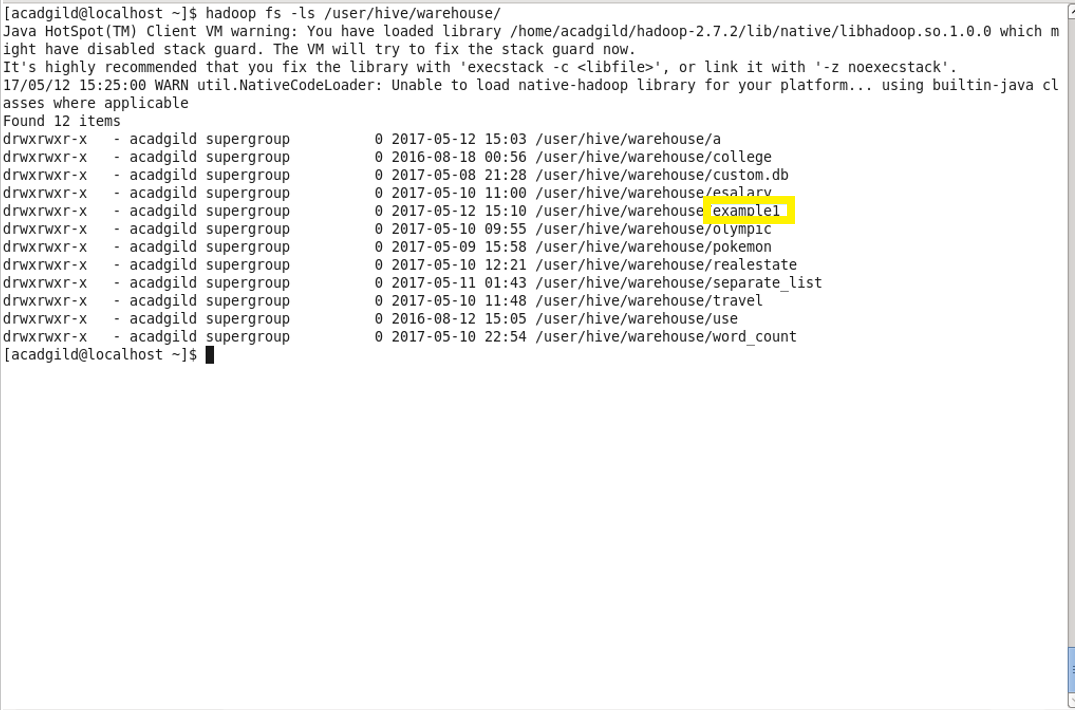 [acadgild@localhost ~]$ hadoop fs -ls /user/hive/warehouse/
Java HotSpot(TM) Client VM warning: You have loaded library /home/acadgild/hadoop-2.7.2/lib/native/libhadoop.so.1.0.0 which m
ight have disabled stack guard. The VM will try to fix the stack guard now.
It's highly recommended that you fix the library with 'execstack -c <libfile>', or link it with '-z noexecstack'.
17/05/12 15:25:00 WARN util.NativeCodeLoader: Unable to load native-hadoop library for your platform... using builtin-java cl
asses where applicable
Found 12 items
drwxrwxr-x   - acadgild supergroup          0 2017-05-12 15:03 /user/hive/warehouse/a
drwxrwxr-x   - acadgild supergroup          0 2016-08-18 00:56 /user/hive/warehouse/college
drwxrwxr-x   - acadgild supergroup          0 2017-05-08 21:28 /user/hive/warehouse/custom.db
drwxrwxr-x   - acadgild supergroup          0 2017-05-10 11:00 /user/hive/warehouse/esalary
drwxrwxr-x   - acadgild supergroup          0 2017-05-12 15:10 /user/hive/warehouse/example1
drwxrwxr-x   - acadgild supergroup          0 2017-05-10 09:55 /user/hive/warehouse/olympic
drwxrwxr-x   - acadgild supergroup          0 2017-05-09 15:58 /user/hive/warehouse/pokemon
drwxrwxr-x   - acadgild supergroup          0 2017-05-10 12:21 /user/hive/warehouse/realestate
drwxrwxr-x   - acadgild supergroup          0 2017-05-11 01:43 /user/hive/warehouse/separate_list
drwxrwxr-x   - acadgild supergroup          0 2017-05-10 11:48 /user/hive/warehouse/travel
drwxrwxr-x   - acadgild supergroup          0 2016-08-12 15:05 /user/hive/warehouse/use
drwxrwxr-x   - acadgild supergroup          0 2017-05-10 22:54 /user/hive/warehouse/word_count
[acadgild@localhost ~]$